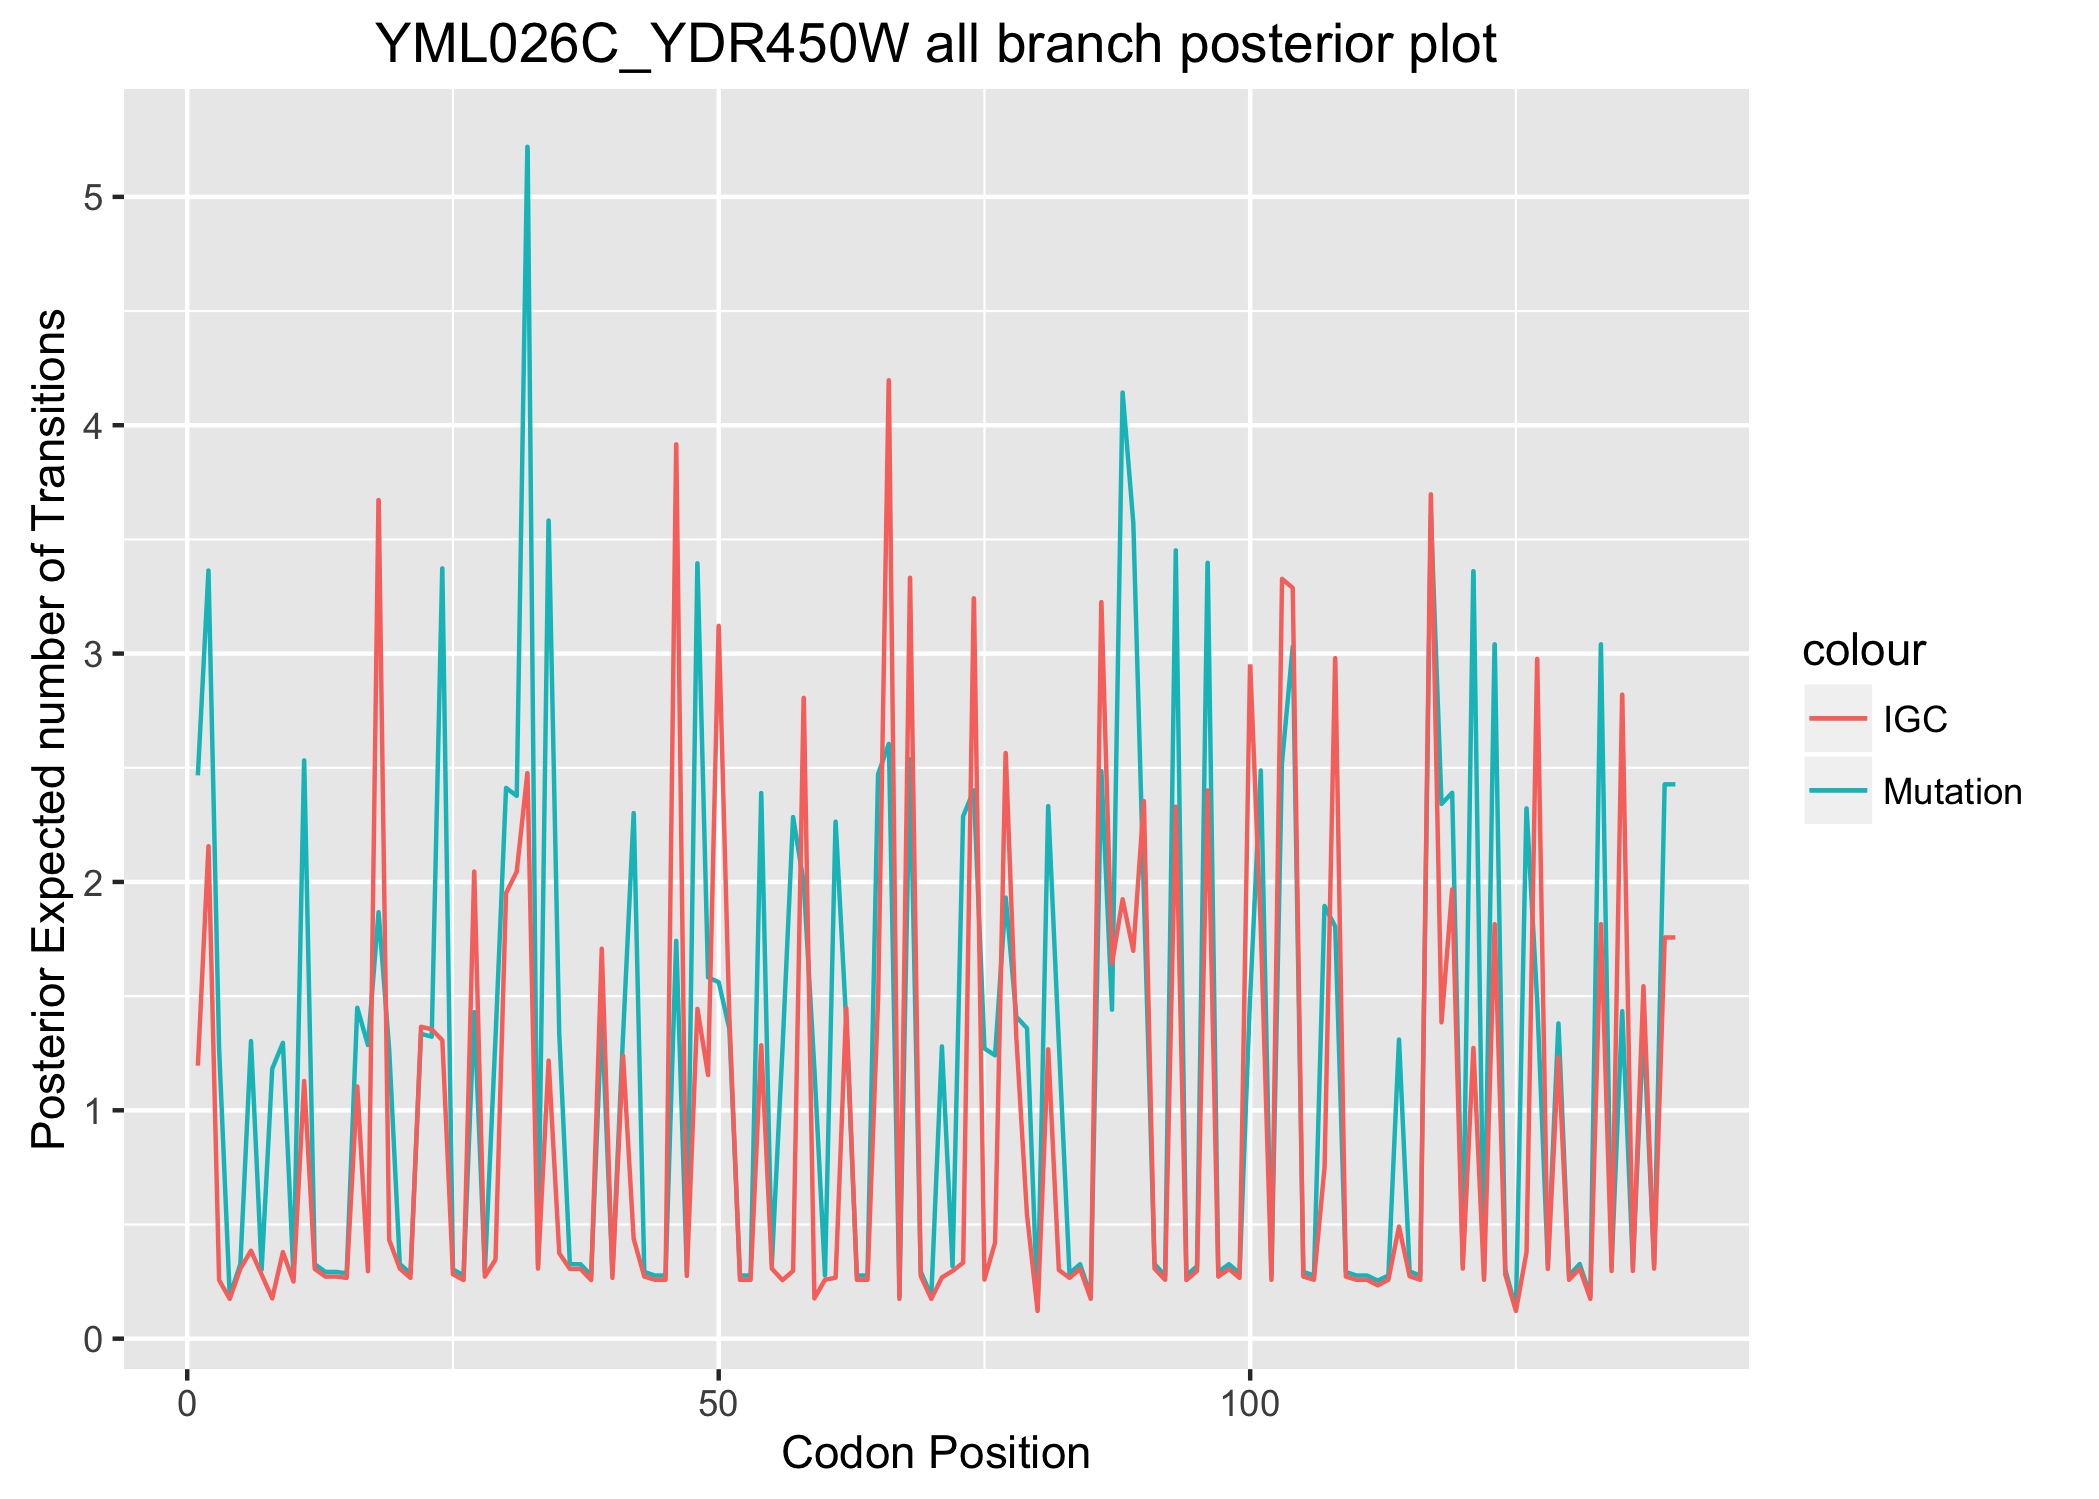 YML026C_YDR450W all branch posterior plot
Posterior Expected number of Transitions
5
4
3
2
1
0
0
50
100
Codon Position
colour
IGC
Mutation